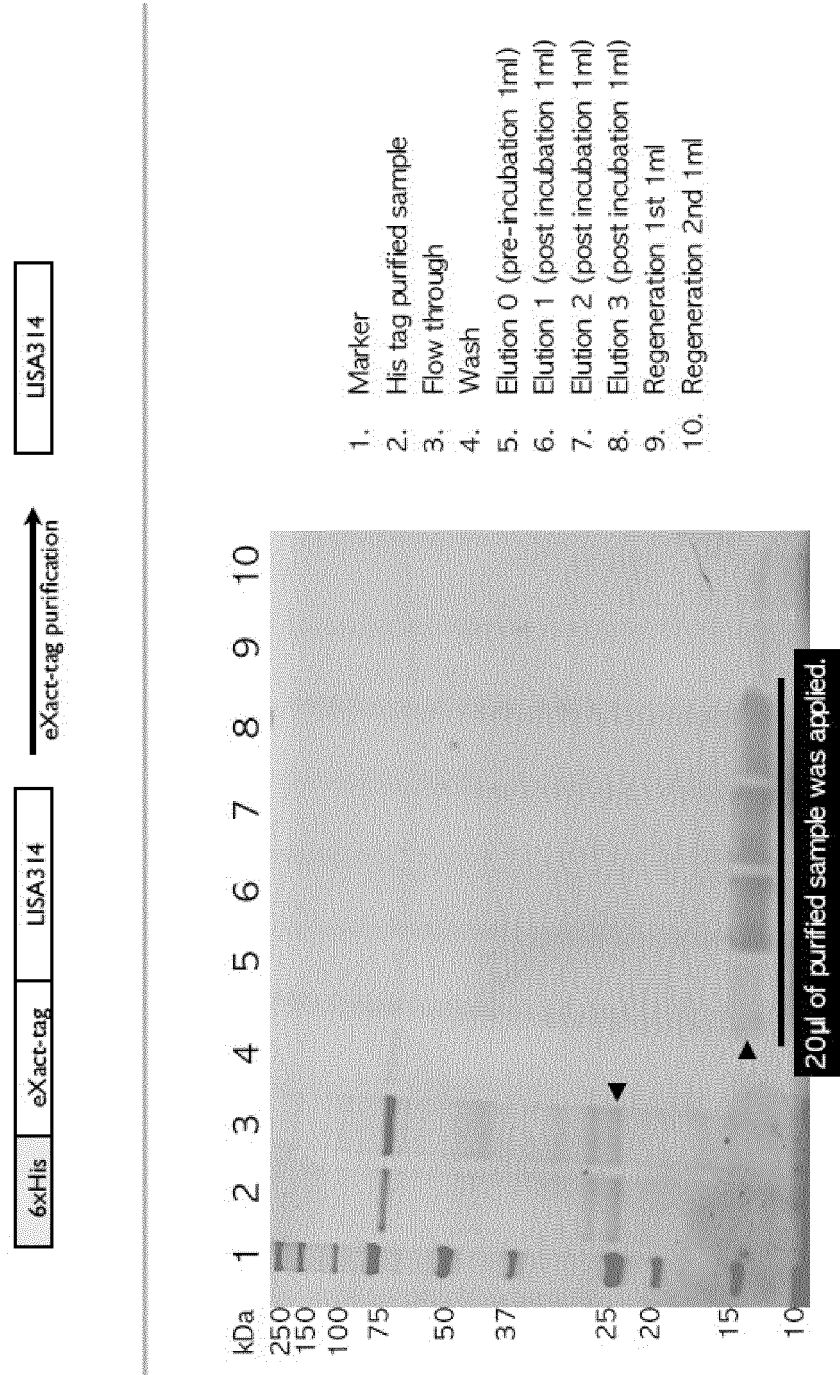 6xHis eXact-tag LISA314 eXact-tag purification LISA314
kDa 1 2 3 4 5 6 7 8 9 10
250
150
100
75
50
37
25
20
15
10
20µl of purified sample was applied.
1. Marker
2. His tag purified sample
3. Flow through
4. Wash
5. Elution 0 (pre-incubation 1ml)
6. Elution 1 (post incubation 1ml)
7. Elution 2 (post incubation 1ml)
8. Elution 3 (post incubation 1ml)
9. Regeneration 1st 1ml
10. Regeneration 2nd 1ml